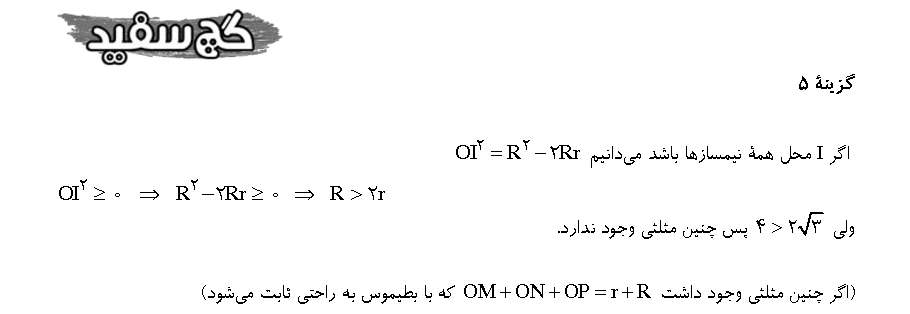 گچ سفید
گزینهٔ ۵
اگر I محل همهٔ نیمسازها باشد می‌دانیم OI^۲ = R^۲ − ۲Rr
OI^۲ ≥ ۰ ⇒ R^۲ − ۲Rr ≥ ۰ ⇒ R > ۲r
ولی ۴ > ۲√۳ پس چنین مثلثی وجود ندارد.
(اگر چنین مثلثی وجود داشت OM + ON + OP = r + R که با بطلیموس به راحتی ثابت می‌شود)